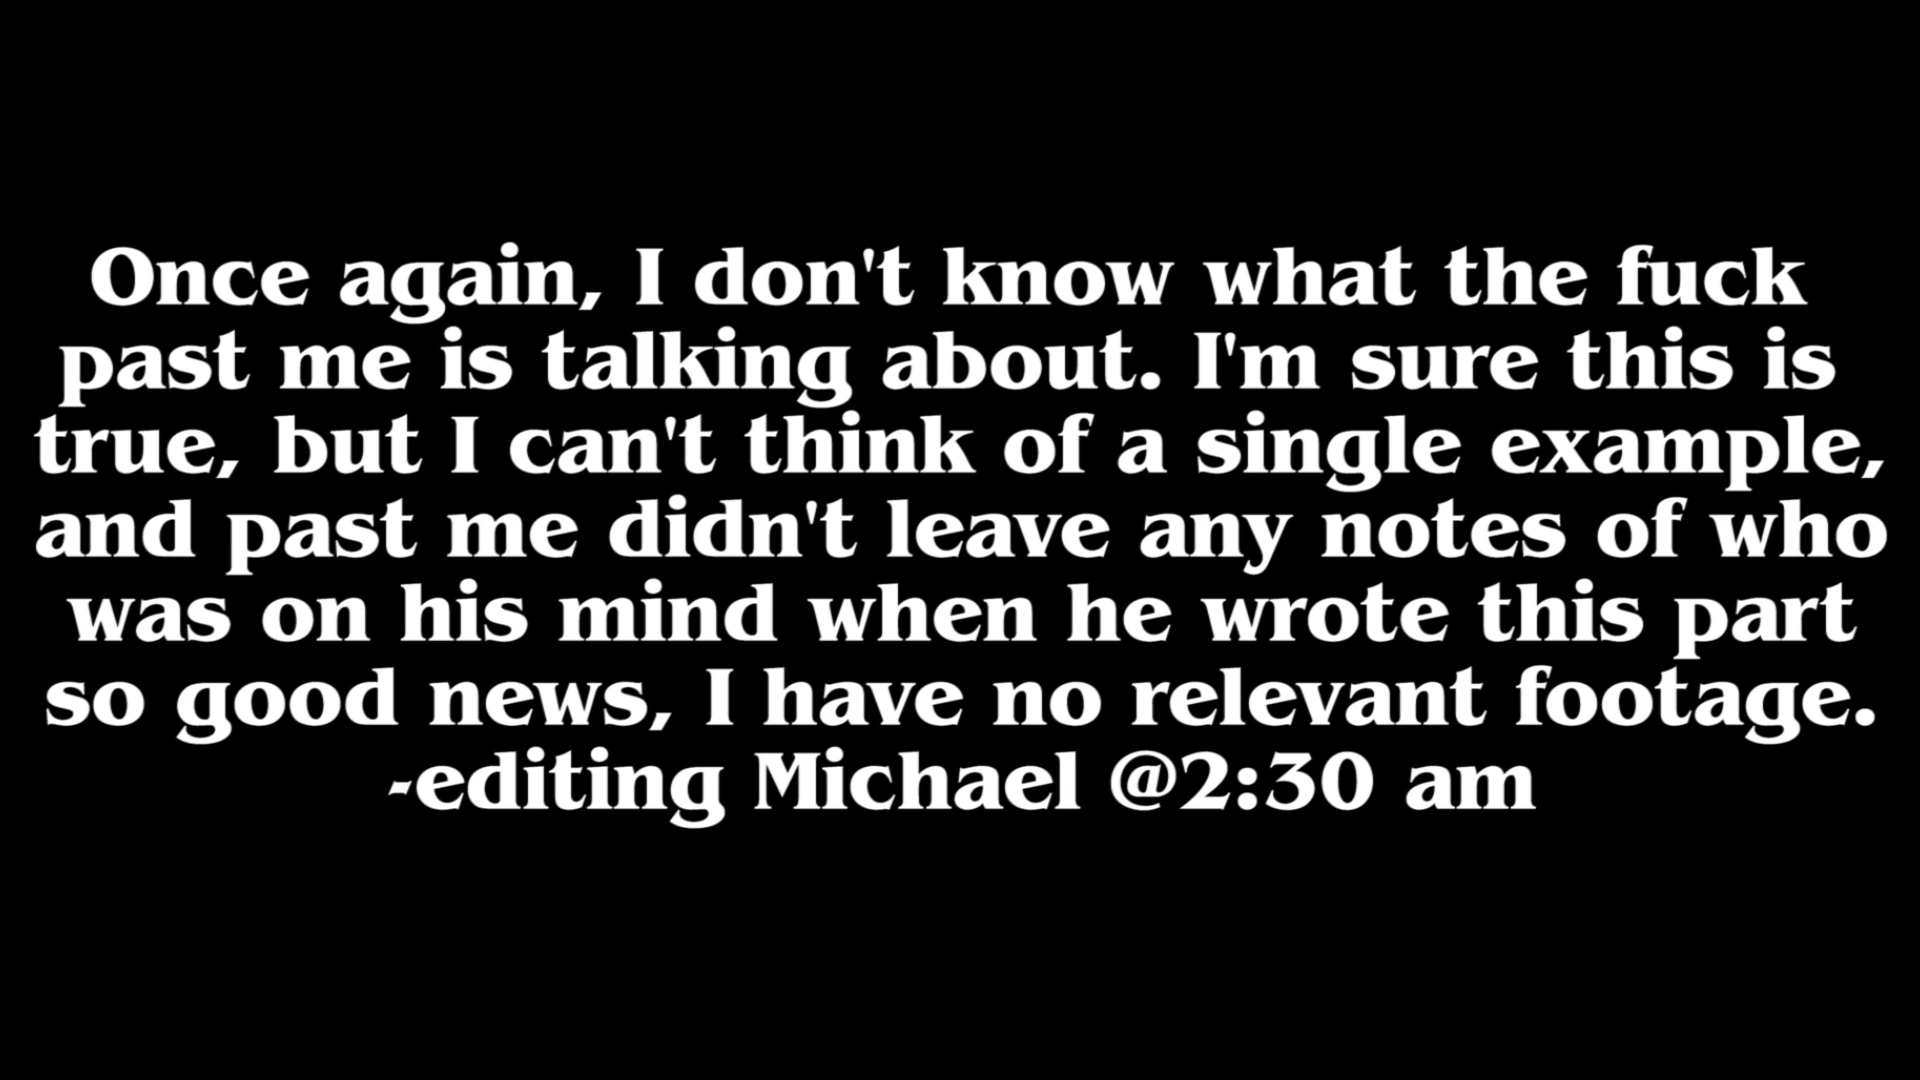 Once again, I don't know what the fuck
past me is talking about. I'm sure this is
true, but I can't think of a single example,
and past me didn't leave any notes of who
was on his mind when he wrote this part
so good news, I have no relevant footage.
-editing Michael @2:30 am